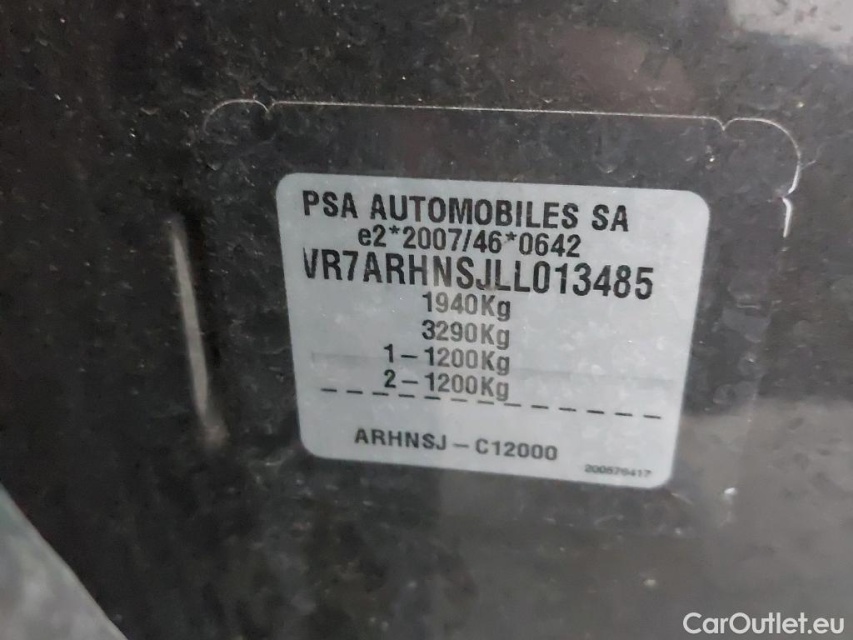 PSA AUTOMOBILES SA
e2*2007/46*0642
VR7ARHNSJLL013485
1940Kg
3290Kg
1-1200Kg
2-1200Kg
ARHNSJ-C12000
CarOutlet.eu